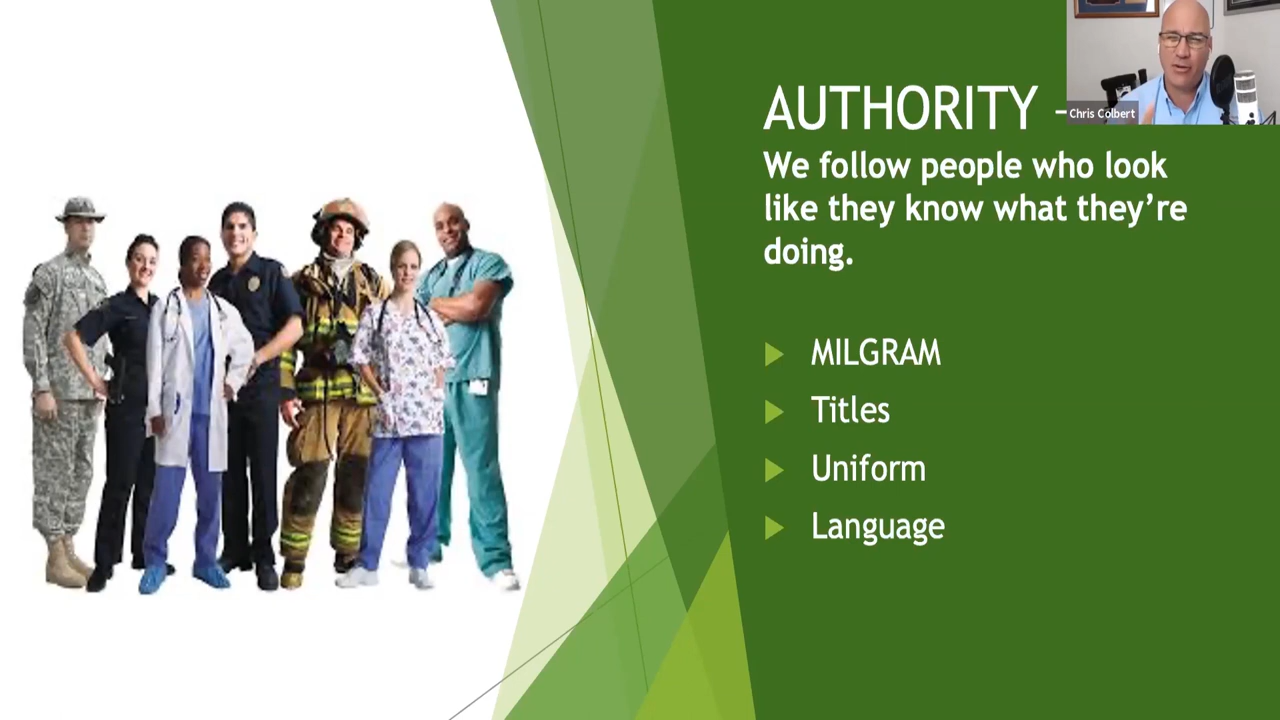 AUTHORITY –
Chris Colbert
We follow people who look
like they know what they’re
doing.
MILGRAM
Titles
Uniform
Language